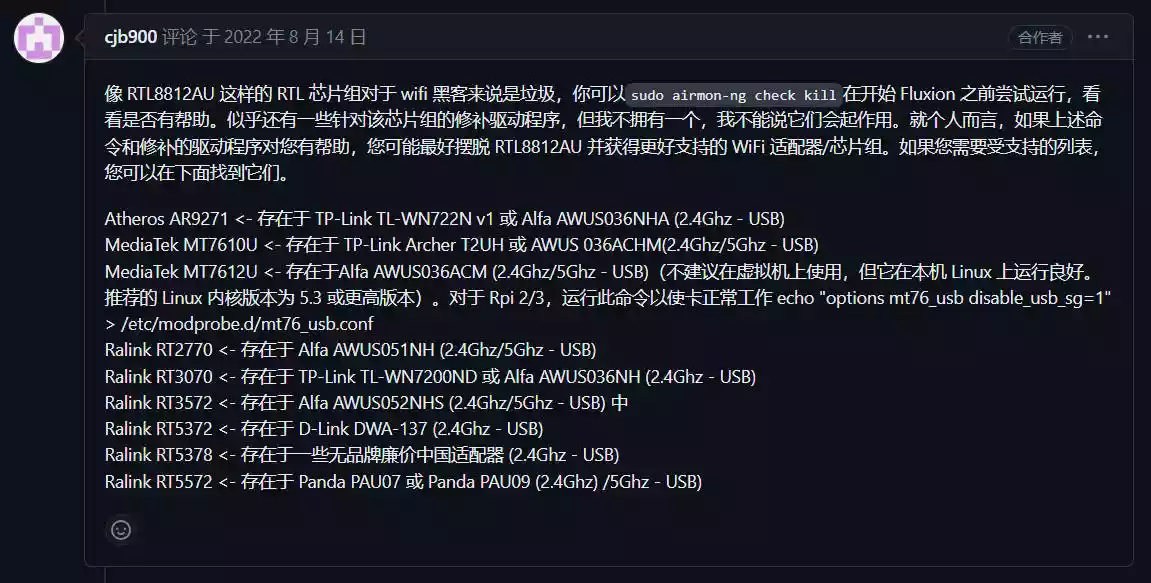 cjb900 评论 于 2022 年 8 月 14 日
合作者
像 RTL8812AU 这样的 RTL 芯片组对于 wifi 黑客来说是垃圾，你可以 sudo airmon-ng check kill 在开始 Fluxion 之前尝试运行，看
看是否有帮助。似乎还有一些针对该芯片组的修补驱动程序，但我不拥有一个，我不能说它们会起作用。就个人而言，如果上述命
令和修补的驱动程序对您有帮助，您可能最好摆脱 RTL8812AU 并获得更好支持的 WiFi 适配器/芯片组。如果您需要受支持的列表，
您可以在下面找到它们。
Atheros AR9271 <- 存在于 TP-Link TL-WN722N v1 或 Alfa AWUS036NHA (2.4Ghz - USB)
MediaTek MT7610U <- 存在于 TP-Link Archer T2UH 或 AWUS 036ACHM(2.4Ghz/5Ghz - USB)
MediaTek MT7612U <- 存在于Alfa AWUS036ACM (2.4Ghz/5Ghz - USB)（不建议在虚拟机上使用，但它在本机 Linux 上运行良好。
推荐的 Linux 内核版本为 5.3 或更高版本）。对于 Rpi 2/3，运行此命令以使卡正常工作 echo "options mt76_usb disable_usb_sg=1"
> /etc/modprobe.d/mt76_usb.conf
Ralink RT2770 <- 存在于 Alfa AWUS051NH (2.4Ghz/5Ghz - USB)
Ralink RT3070 <- 存在于 TP-Link TL-WN7200ND 或 Alfa AWUS036NH (2.4Ghz - USB)
Ralink RT3572 <- 存在于 Alfa AWUS052NHS (2.4Ghz/5Ghz - USB) 中
Ralink RT5372 <- 存在于 D-Link DWA-137 (2.4Ghz - USB)
Ralink RT5378 <- 存在于一些无品牌廉价中国适配器 (2.4Ghz - USB)
Ralink RT5572 <- 存在于 Panda PAU07 或 Panda PAU09 (2.4Ghz) /5Ghz - USB)